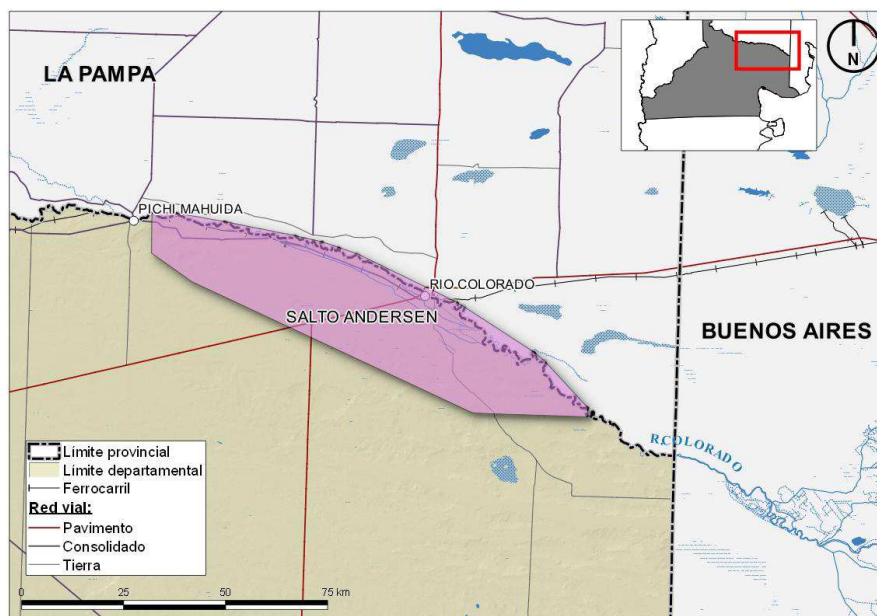 LA PAMPA
N
PICHI MAHUIDA
RIO COLORADO
SALTO ANDERSEN
BUENOS AIRES
R.COLORADO
Límite provincial
Límite departamental
Ferrocarril
Red vial:
Pavimento
Consolidado
Tierra
0 25 50 75 km